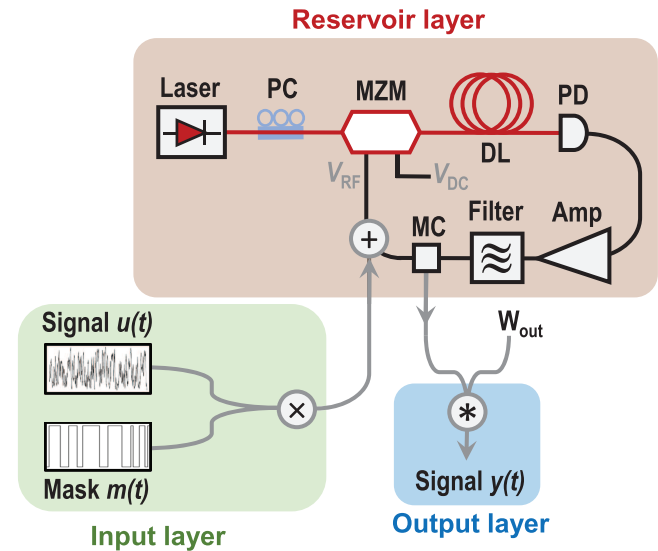 Reservoir layer
Laser
PC
MZM
DL
PD
V_RF
V_DC
MC
Filter
Amp
+
Signal u(t)
W_out
×
*
Mask m(t)
Signal y(t)
Input layer
Output layer